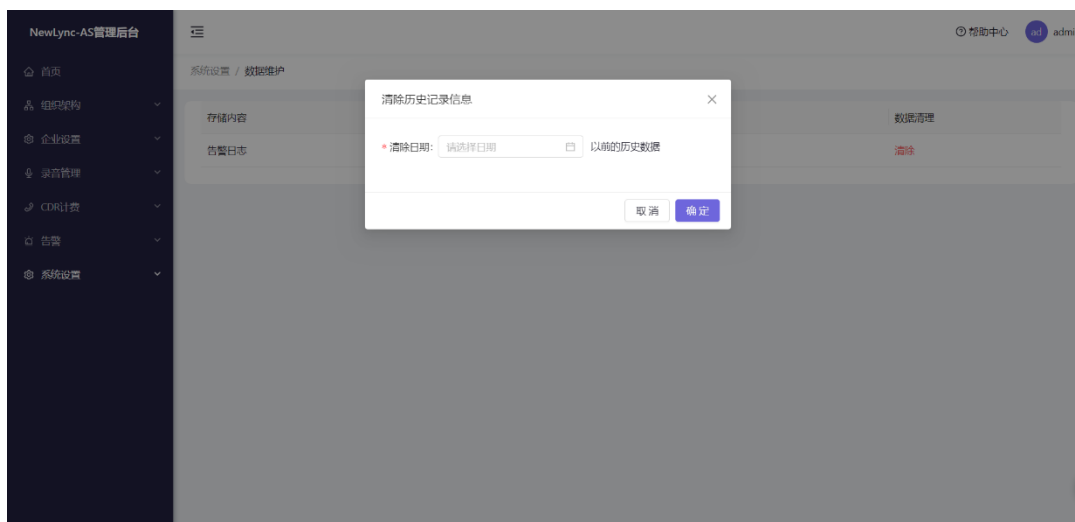 NewLync-AS管理后台
帮助中心
ad
admi
首页
系统设置 / 数据维护
组织架构
清除历史记录信息
存储内容
数据清理
企业设置
告警日志
* 清除日期:
请选择日期
以前的历史数据
清除
录音管理
CDR计费
取 消
确 定
告警
系统设置